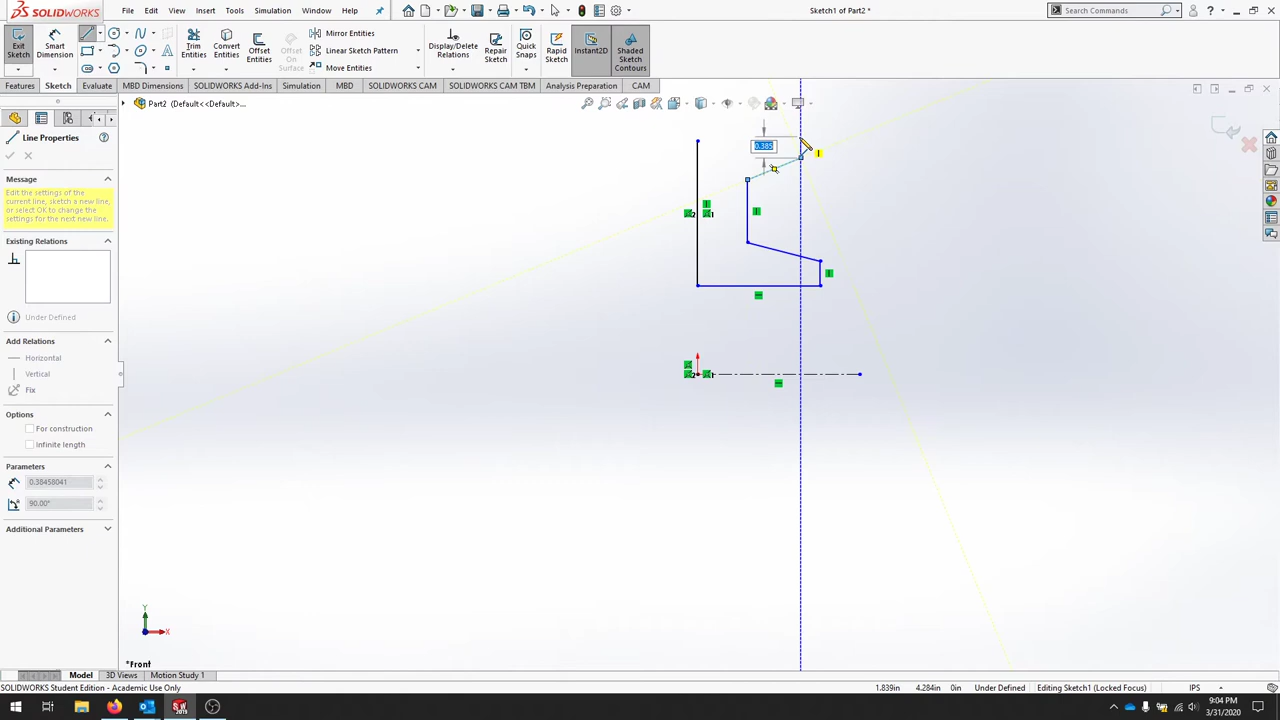 SOLIDWORKS
File
Edit
View
Insert
Tools
Simulation
Window
Help
Sketch1 of Part2 *
Search Commands
Exit Sketch
Smart Dimension
Trim Entities
Convert Entities
Offset Entities
Offset On Surface
Mirror Entities
Linear Sketch Pattern
Move Entities
Display/Delete Relations
Repair Sketch
Quick Snaps
Rapid Sketch
Instant2D
Shaded Sketch Contours
Features
Sketch
Evaluate
MBD Dimensions
SOLIDWORKS Add-Ins
Simulation
MBD
SOLIDWORKS CAM
SOLIDWORKS CAM TBM
Analysis Preparation
CAM
Part2 (Default<<Default>...
Line Properties
Message
Edit the settings of the
current line, sketch a new line,
or select OK to change the
settings for the next new line.
Existing Relations
Under Defined
Add Relations
Horizontal
Vertical
Fix
Options
For construction
Infinite length
Parameters
0.38458041
90.00°
Additional Parameters
0.385
2
1
2
1
Y
X
*Front
Model
3D Views
Motion Study 1
SOLIDWORKS Student Edition - Academic Use Only
1.839in
4.284in
0in
Under Defined
Editing Sketch1 (Locked Focus)
IPS
9:04 PM
3/31/2020